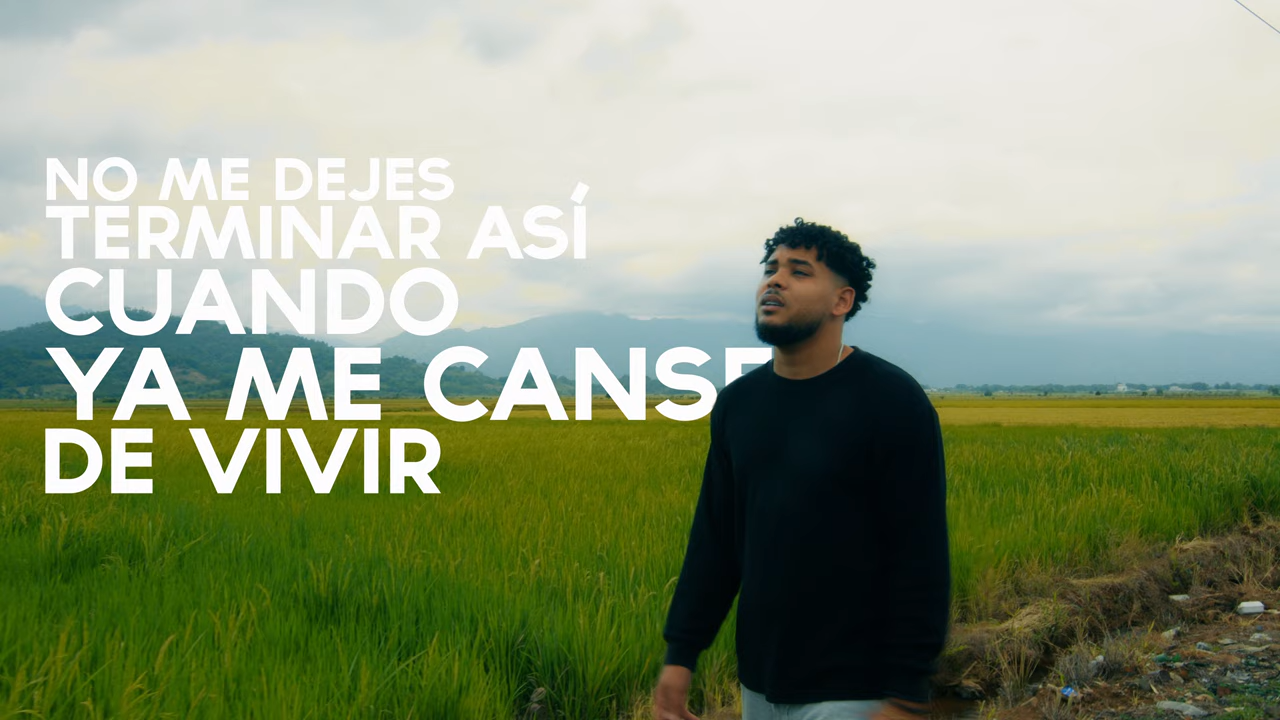 NO ME DEJES
TERMINAR ASÍ
CUANDO
YA ME CANSE
DE VIVIR